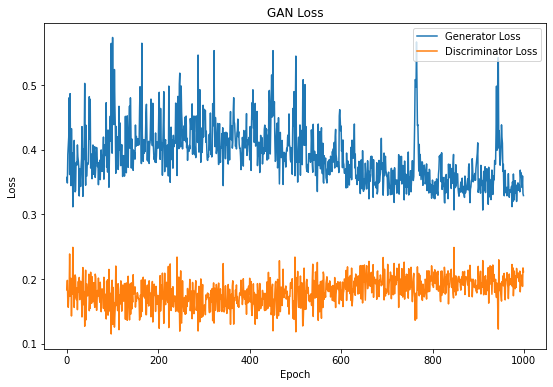 GAN Loss
Generator Loss
Discriminator Loss
0.5
0.4
0.3
0.2
0.1
Loss
0 200 400 600 800 1000
Epoch